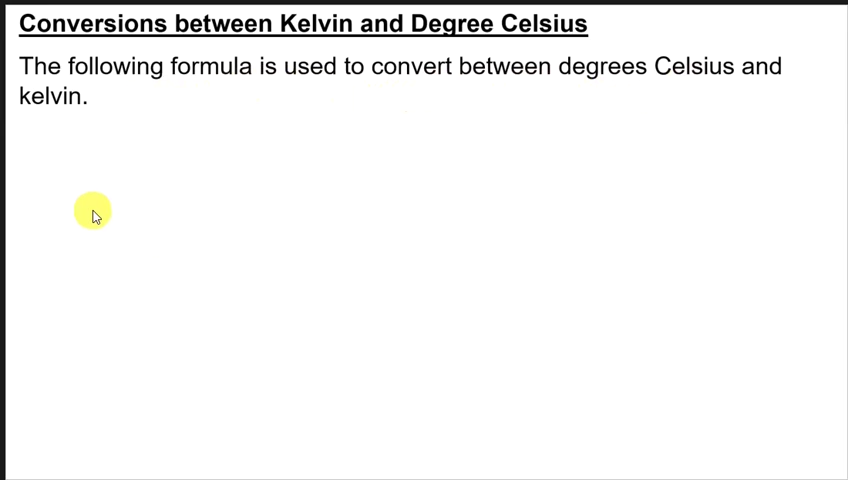 Conversions between Kelvin and Degree Celsius
The following formula is used to convert between degrees Celsius and
kelvin.